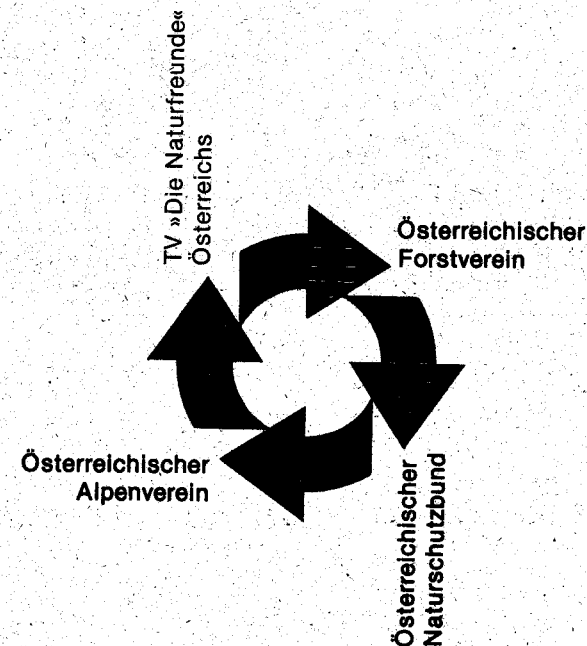 TV »Die Naturfreunde«
Österreichs
Österreichischer
Forstverein
Österreichischer
Alpenverein
Österreichischer
Naturschutzbund